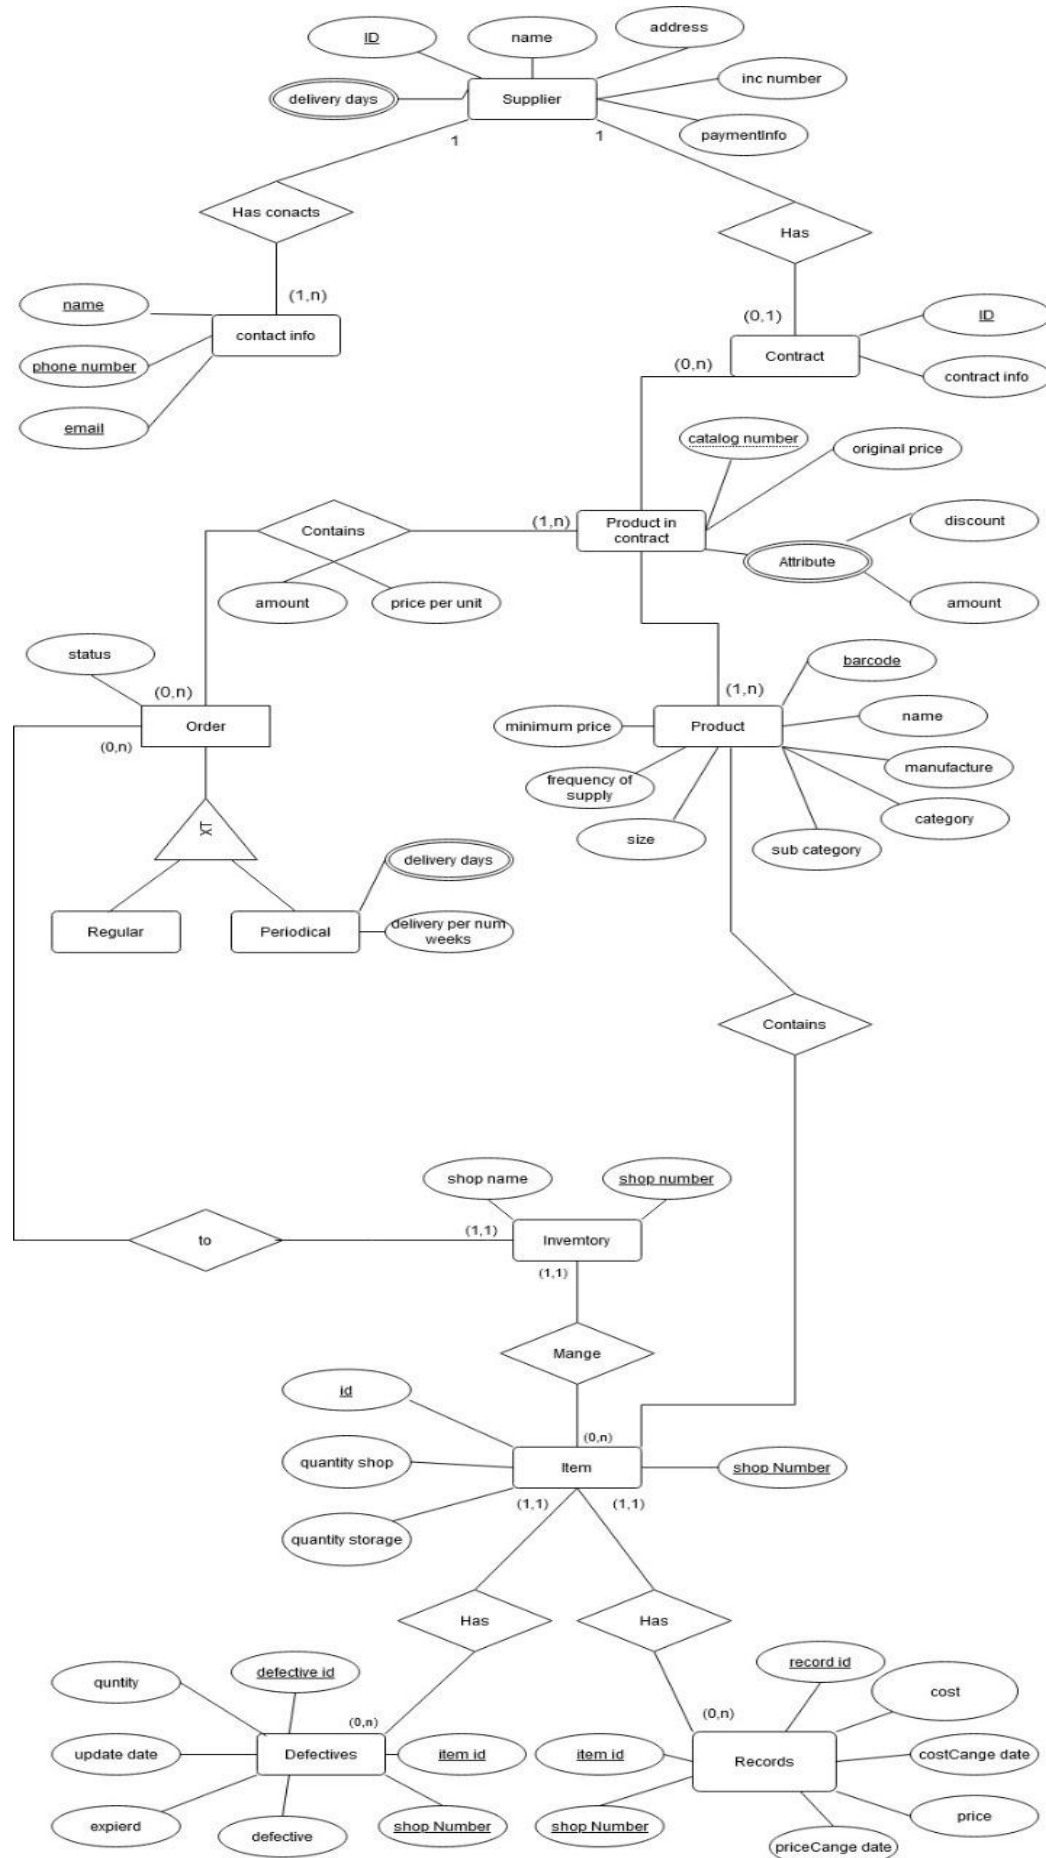 ID
name
address
delivery days
Supplier
inc number
paymentInfo
1
1
Has conacts
Has
(1,n)
(0,1)
name
contact info
ID
phone number
Contract
(0,n)
contract info
email
catalog number
original price
Contains
(1,n)
Product in
contract
discount
Attribute
amount
price per unit
amount
status
barcode
(0,n)
(1,n)
Order
(0,n)
minimum price
Product
name
manufacture
frequency of
supply
category
size
sub category
XT
delivery days
Regular
Periodical
delivery per num
weeks
Contains
shop name
shop number
to
(1,1)
Invemtory
(1,1)
Mange
id
(0,n)
quantity shop
Item
shop Number
(1,1)
(1,1)
quantity storage
Has
Has
quntity
defective id
record id
cost
(0,n)
(0,n)
update date
Defectives
item id
item id
Records
costCange date
expierd
defective
shop Number
shop Number
price
priceCange date